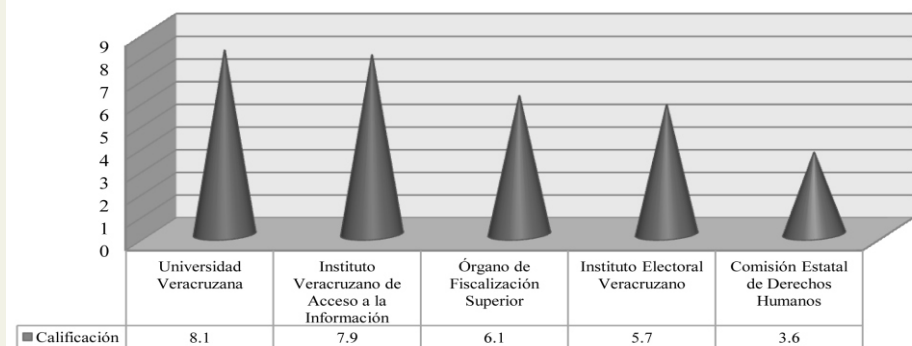 9
8
7
6
5
4
3
2
1
0
Universidad
Veracruzana
Instituto
Veracruzano de
Acceso a la
Información
Órgano de
Fiscalización
Superior
Instituto Electoral
Veracruzano
Comisión Estatal
de Derechos
Humanos
Calificación 8.1 7.9 6.1 5.7 3.6